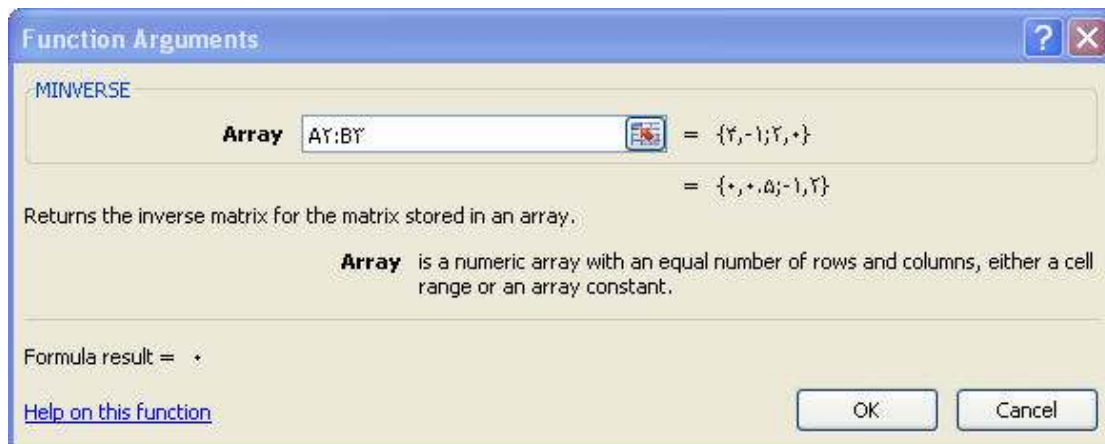 Function Arguments
MINVERSE
Array A۲:B۳ = {۴,-۱;۲,۰}
= {۰,۰.۵;-۱,۲}
Returns the inverse matrix for the matrix stored in an array.
Array is a numeric array with an equal number of rows and columns, either a cell
range or an array constant.
Formula result = ۰
Help on this function
OK Cancel